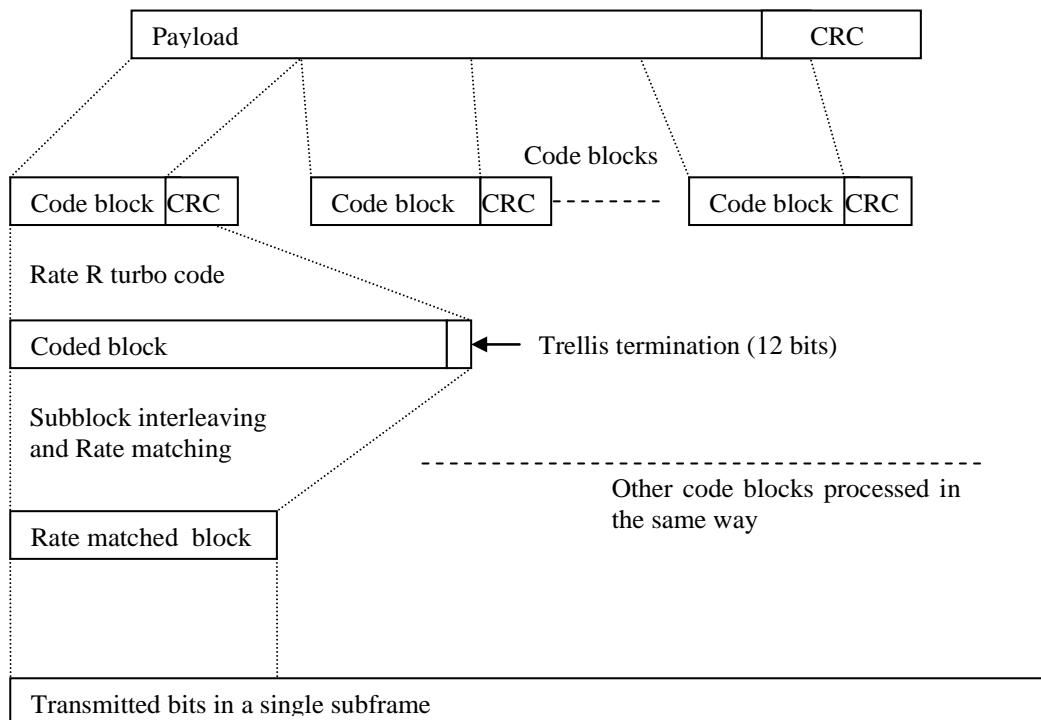 Payload CRC
Code blocks
Code block CRC Code block CRC Code block CRC
Rate R turbo code
Coded block Trellis termination (12 bits)
Subblock interleaving
and Rate matching
Other code blocks processed in
the same way
Rate matched block
Transmitted bits in a single subframe